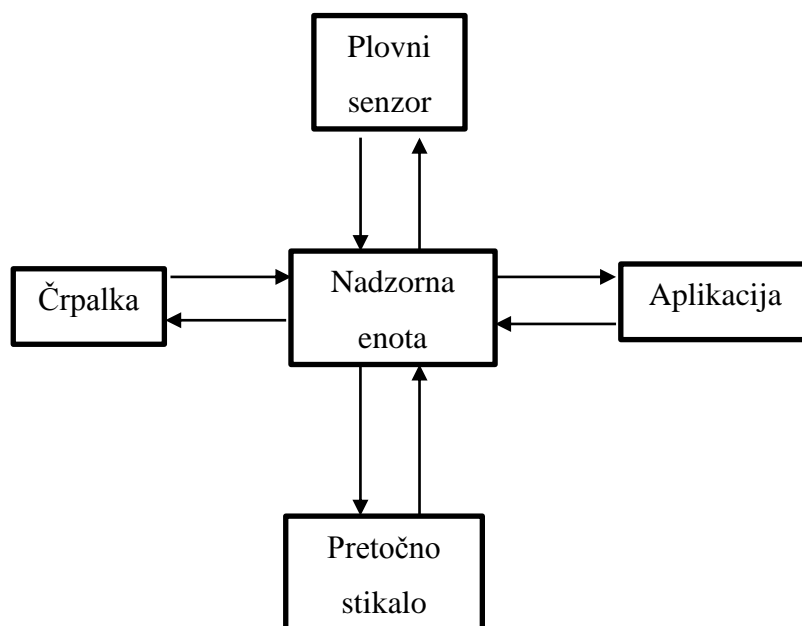 Plovni
senzor
Črpalka
Nadzorna
enota
Aplikacija
Pretočno
stikalo